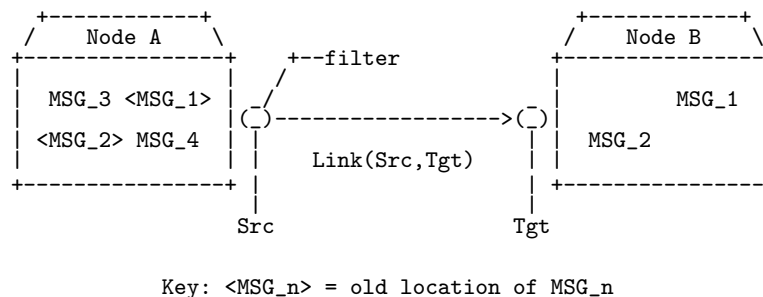 Node A Node B
+--filter
MSG_3 <MSG_1> MSG_1
<MSG_2> MSG_4 MSG_2
Link(Src,Tgt)
Src Tgt
Key: <MSG_n> = old location of MSG_n